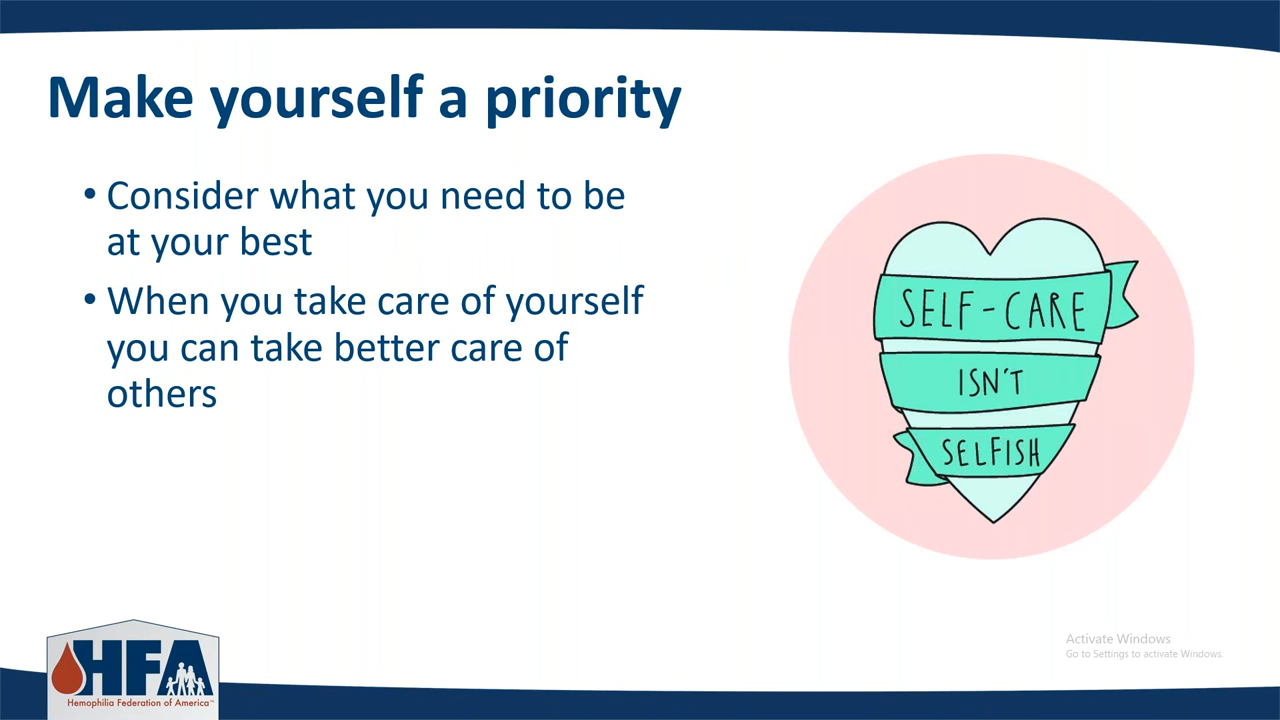 Make yourself a priority
• Consider what you need to be
at your best
• When you take care of yourself
you can take better care of
others
SELF-CARE
ISN'T
SELFISH
Activate Windows
Go to Settings to activate Windows.
HFA
Hemophilia Federation of America™